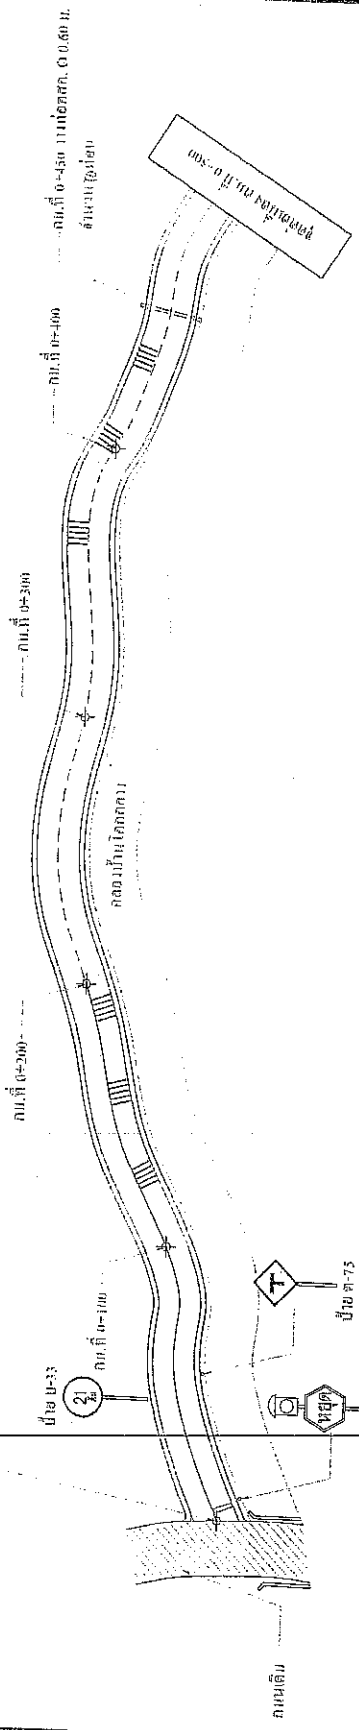 กม.ที่ 0+450 วางท่อคสล. Ø 0.60 ม.
กม.ที่ 0+400
จุดสิ้นสุดโครงการ กม.ที่ 0+500
กม.ที่ 0+300
คลองบ้านโคกกลาง
กม.ที่ 0+200
กม.ที่ 0+100
ป้าย บ-33
21
ตัน
ป้าย ต-75
หยุด
ถนนเดิม